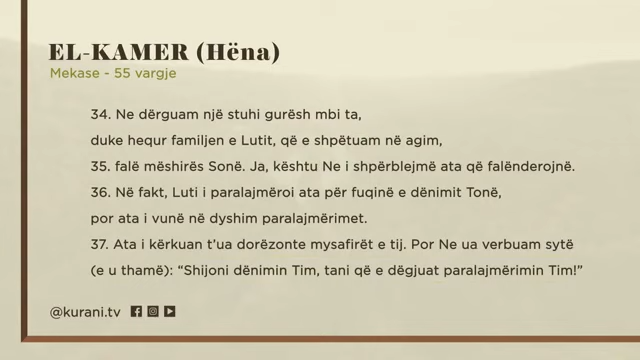 EL-KAMER (Hëna)
Mekase - 55 vargje
34. Ne dërguam një stuhi gurësh mbi ta,
duke hequr familjen e Lutit, që e shpëtuam në agim,
35. falë mëshirës Sonë. Ja, kështu Ne i shpërblejmë ata që falënderojnë.
36. Në fakt, Luti i paralajmëroi ata për fuqinë e dënimit Tonë,
por ata i vunë në dyshim paralajmërimet.
37. Ata i kërkuan t’ua dorëzonte mysafirët e tij. Por Ne ua verbuam sytë
(e u thamë): “Shijoni dënimin Tim, tani që e dëgjuat paralajmërimin Tim!”
@kurani.tv